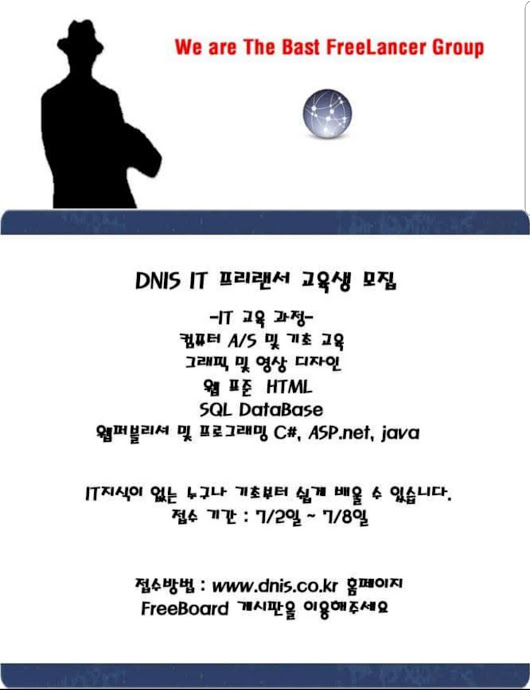 We are The Bast FreeLancer Group
DNIS IT 프리랜서 교육생 모집
-IT 교육 과정-
컴퓨터 A/S 및 기초 교육
그래픽 및 영상 디자인
웹 표준 HTML
SQL DataBase
웹퍼블리셔 및 프로그래밍 C#, ASP.net, java
IT지식이 없는 누구나 기초부터 쉽게 배울 수 있습니다.
접수 기간 : 7/2일 ~ 7/8일
접수방법 : www.dnis.co.kr 홈페이지
FreeBoard 게시판을 이용해주세요